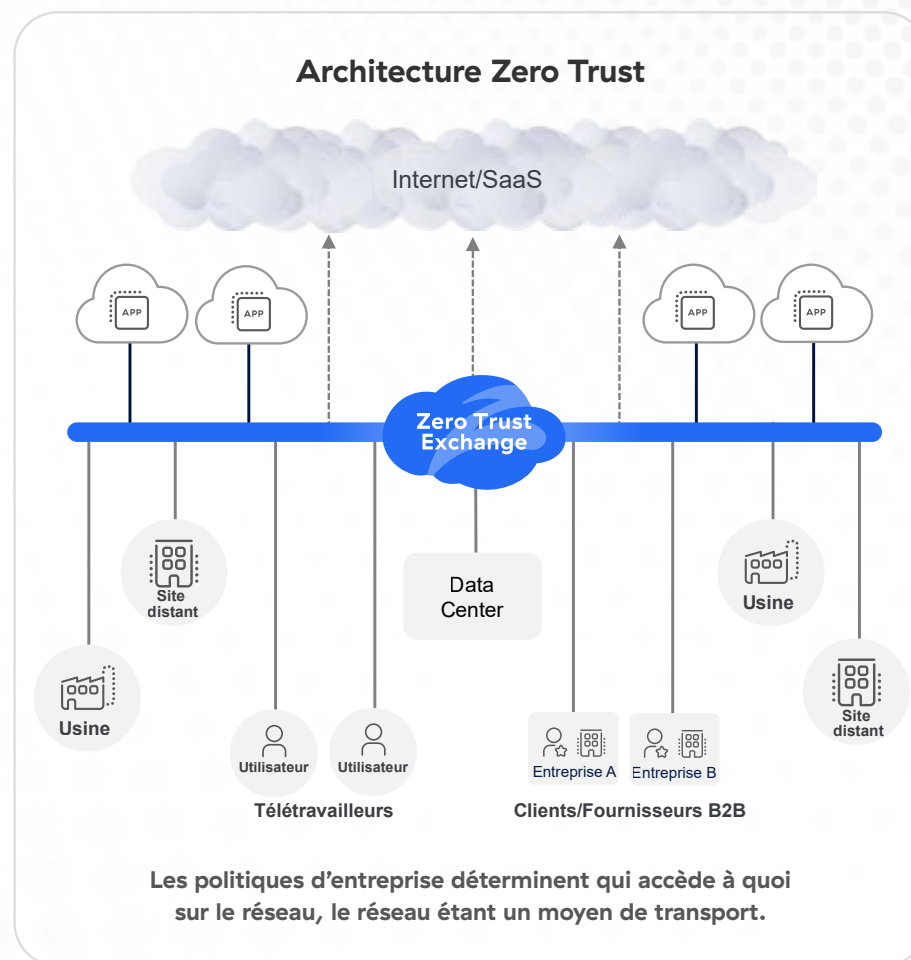 Architecture Zero Trust
Internet/SaaS
APP
APP
APP
APP
Zero Trust
Exchange
Site
distant
Data
Center
Usine
Usine
Site
distant
Utilisateur
Utilisateur
Entreprise A
Entreprise B
Télétravailleurs
Clients/Fournisseurs B2B
Les politiques d’entreprise déterminent qui accède à quoi
sur le réseau, le réseau étant un moyen de transport.